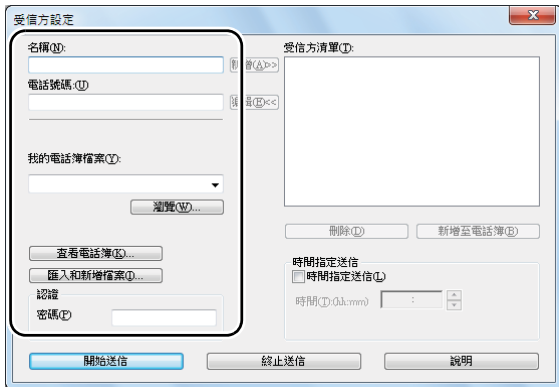 受信方設定
名稱(N):
新增(A)>>
受信方清單(T):
電話號碼:(U)
編輯(E)<<
我的電話簿檔案(Y):
瀏覽(W)...
刪除(D)
新增至電話簿(B)
查看電話簿(K)...
匯入和新增檔案(I)...
時間指定送信
時間指定送信(L)
時間(T):(hh:mm)
:
認證
密碼(P)
開始送信
終止送信
說明